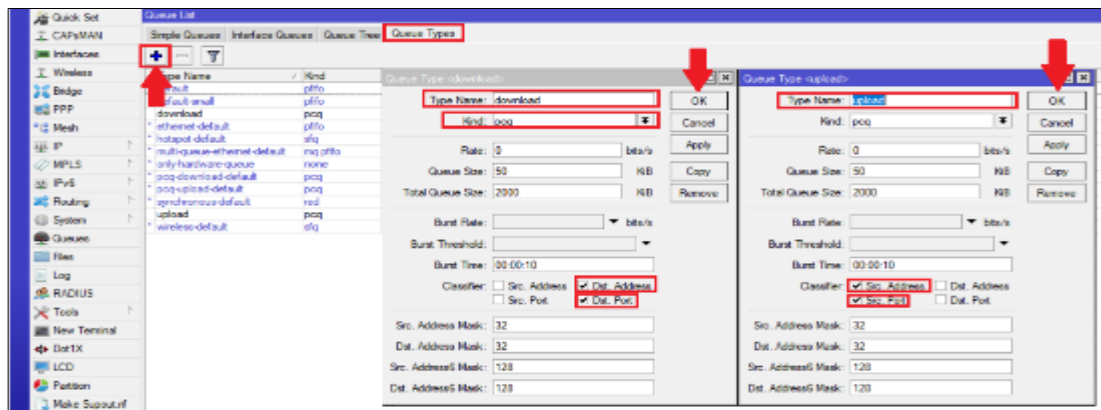 Queue List
Quick Set
CAPsMAN
Interfaces
Wireless
Bridge
PPP
Mesh
IP
MPLS
IPv6
Routing
System
Queues
Files
Log
RADIUS
Tools
New Terminal
Dot1X
LCD
Partition
Make Supout.rif
Simple Queues Interface Queues Queue Tree Queue Types
Type Name / Kind
default pfifo
default-small pfifo
download pcq
* ethernet-default pfifo
* hotspot-default sfq
* multi-queue-ethernet-default mq pfifo
* only-hardware-queue none
* pcq-download-default pcq
* pcq-upload-default pcq
* synchronous-default red
upload pcq
* wireless-default sfq
Queue Type <download>
Type Name: download OK
Kind: pcq Cancel
Apply
Rate: 0 bits/s
Queue Size: 50 KiB Copy
Total Queue Size: 2000 KiB Remove
Burst Rate: bits/s
Burst Threshold:
Burst Time: 00:00:10
Classifier: Src. Address Dst. Address
Src. Port Dst. Port
Src. Address Mask: 32
Dst. Address Mask: 32
Src. Address6 Mask: 128
Dst. Address6 Mask: 128
Queue Type <upload>
Type Name: upload OK
Kind: pcq Cancel
Rate: 0 bits/s Apply
Queue Size: 50 KiB Copy
Total Queue Size: 2000 KiB Remove
Burst Rate: bits/s
Burst Threshold:
Burst Time: 00:00:10
Classifier: Src. Address Dst. Address
Src. Port Dst. Port
Src. Address Mask: 32
Dst. Address Mask: 32
Src. Address6 Mask: 128
Dst. Address6 Mask: 128